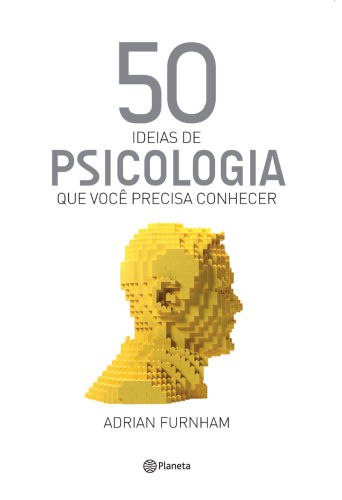 50
IDEIAS DE
PSICOLOGIA
QUE VOCÊ PRECISA CONHECER
ADRIAN FURNHAM
Planeta